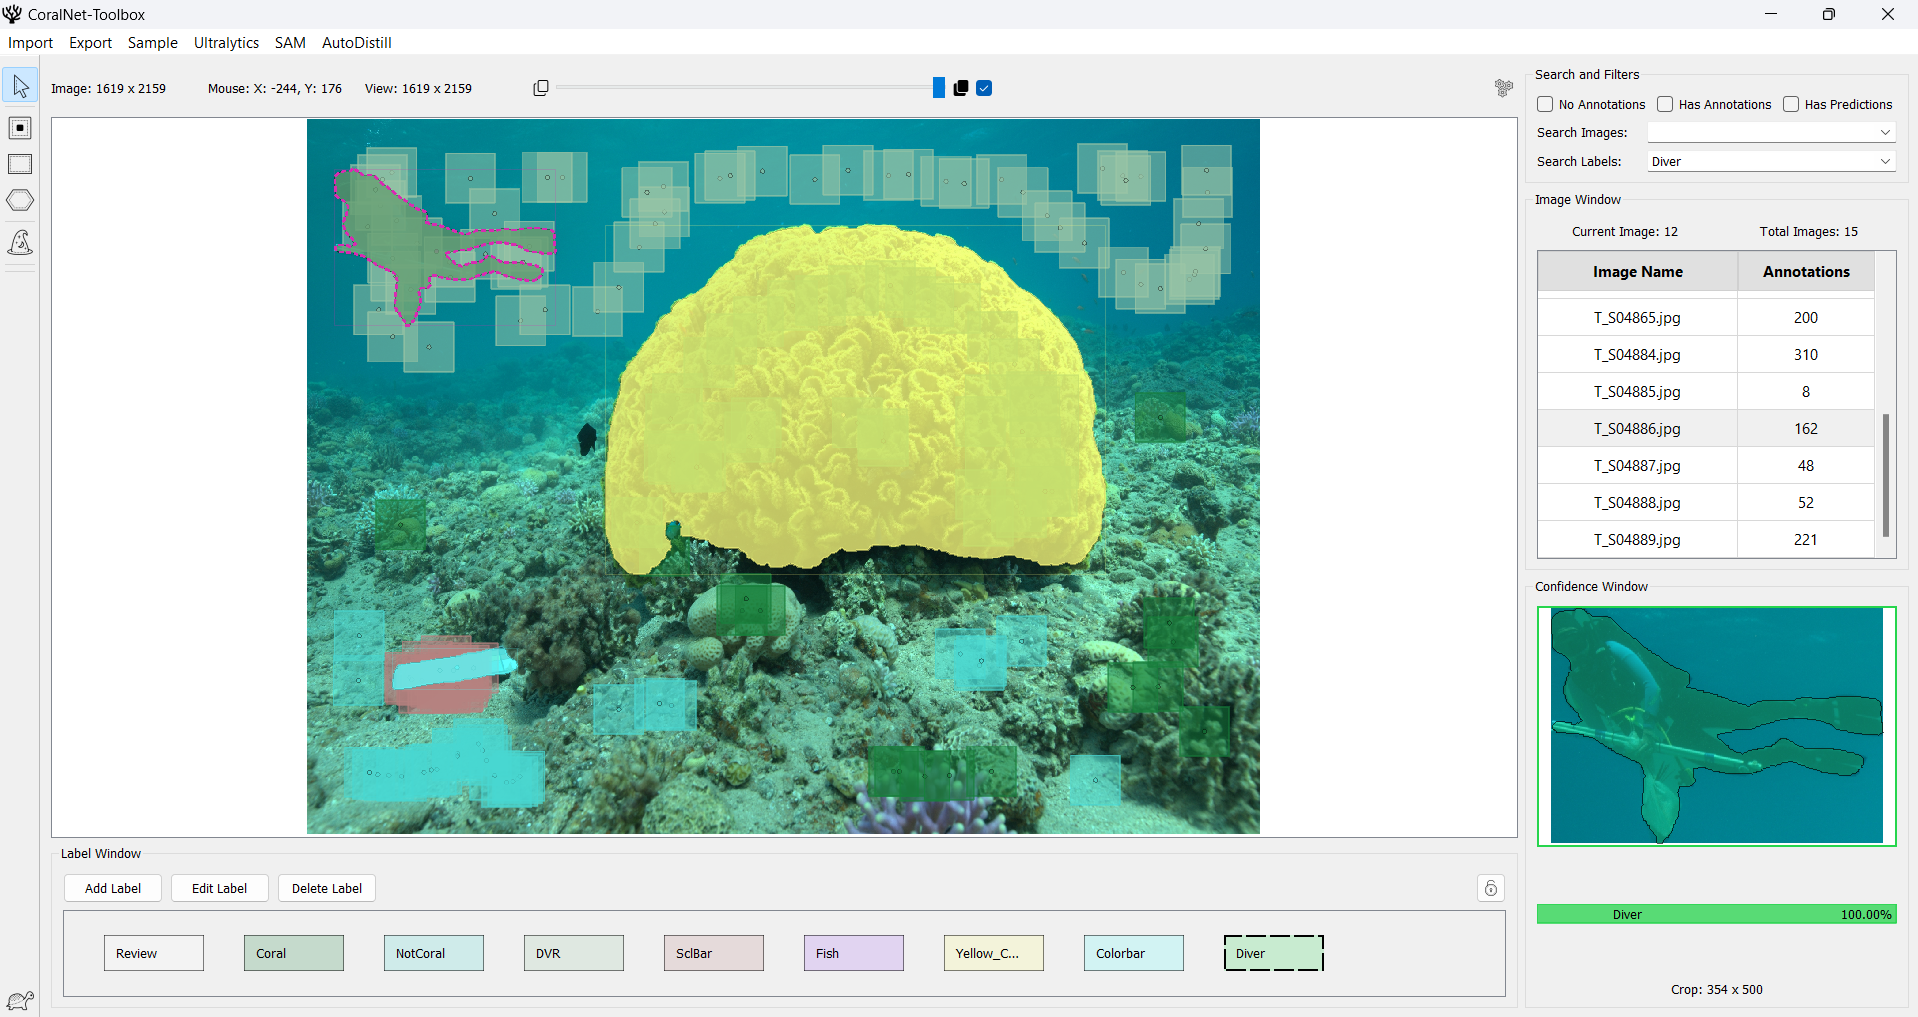 CoralNet-Toolbox
Import Export Sample Ultralytics SAM AutoDistill
Image: 1619 x 2159 Mouse: X: -244, Y: 176 View: 1619 x 2159
Search and Filters
No Annotations Has Annotations Has Predictions
Search Images:
Search Labels: Diver
Image Window
Current Image: 12 Total Images: 15
Image Name Annotations
T_S04865.jpg 200
T_S04884.jpg 310
T_S04885.jpg 8
T_S04886.jpg 162
T_S04887.jpg 48
T_S04888.jpg 52
T_S04889.jpg 221
Confidence Window
Diver 100.00%
Crop: 354 x 500
Label Window
Add Label Edit Label Delete Label
Review Coral NotCoral DVR SclBar Fish Yellow_C... Colorbar Diver